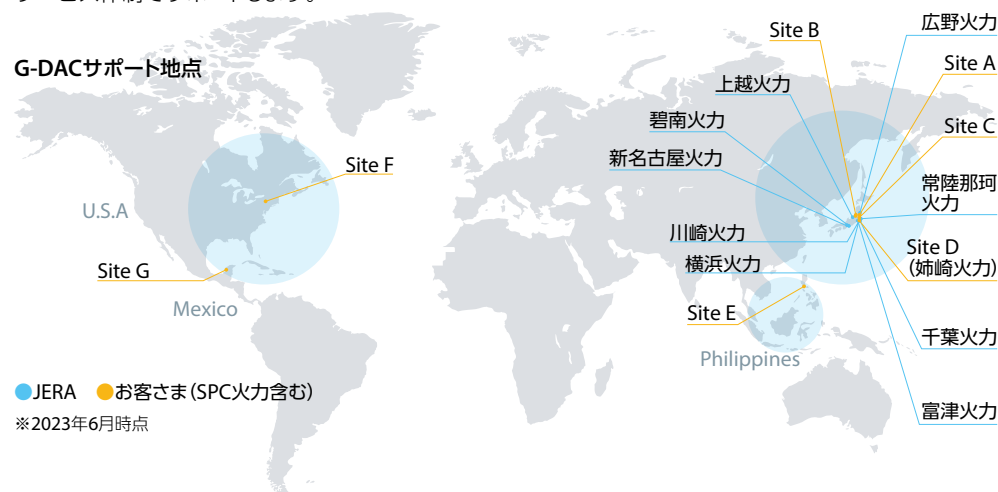 G-DACサポート地点
Site B
広野火力
Site A
上越火力
碧南火力
Site C
新名古屋火力
Site F
常陸那珂
火力
U.S.A
川崎火力
Site D
(姉崎火力)
横浜火力
Site G
Mexico
Site E
千葉火力
Philippines
JERA お客さま(SPC火力含む)
富津火力
※2023年6月時点